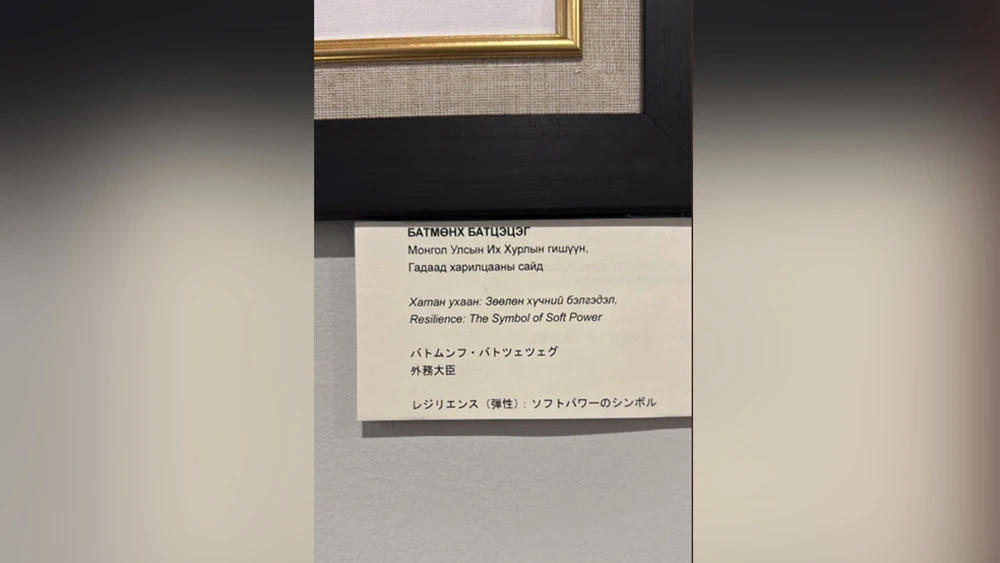 БАТМӨНХ БАТЦЭЦЭГ
Монгол Улсын Их Хурлын гишүүн,
Гадаад харилцааны сайд
Хатан ухаан: Зөөлөн хүчний бэлгэдэл,
Resilience: The Symbol of Soft Power
バトムンフ・バトツェツェグ
外務大臣
レジリエンス（弾性）: ソフトパワーのシンボル